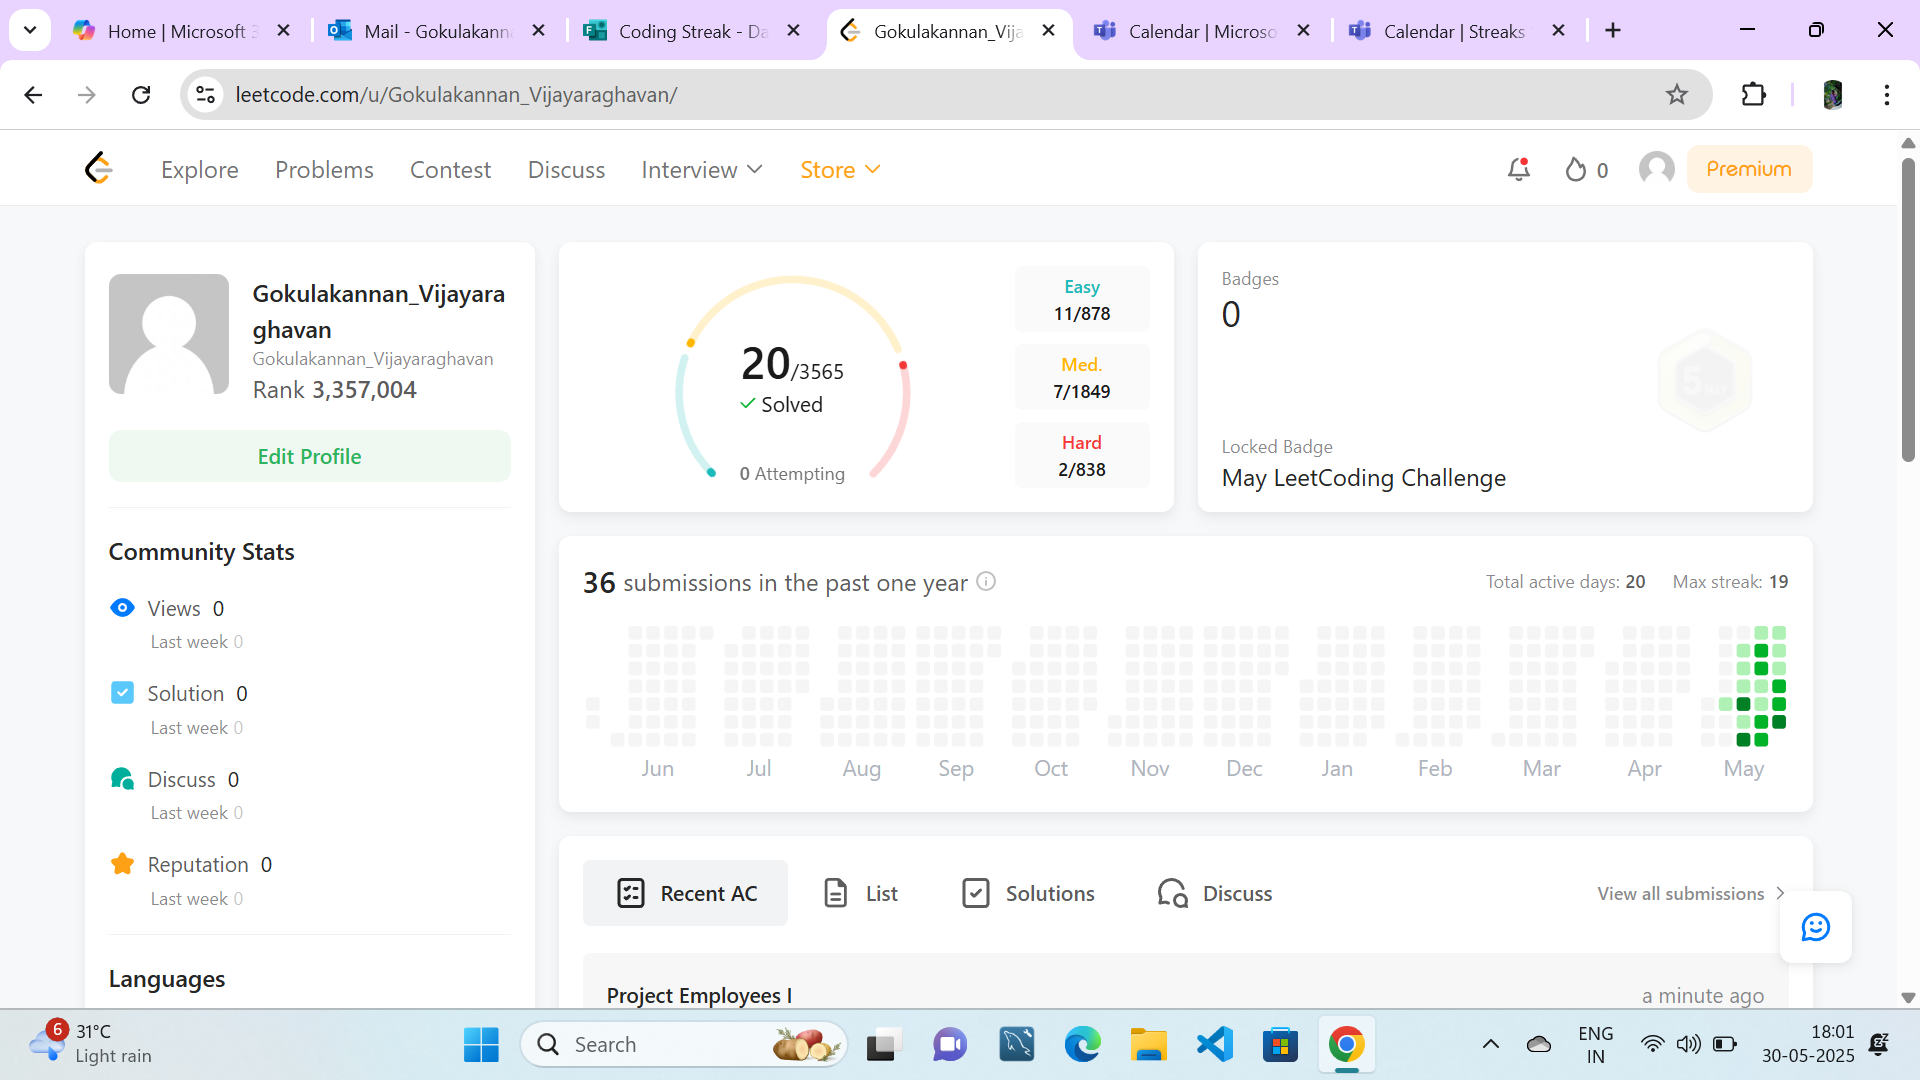 Home | Microsoft 3
Mail - Gokulakanna
Coding Streak - Da
Gokulakannan_Vija
Calendar | Microso
Calendar | Streaks
leetcode.com/u/Gokulakannan_Vijayaraghavan/
Explore
Problems
Contest
Discuss
Interview
Store
0
Premium
Gokulakannan_Vijayara
ghavan
Gokulakannan_Vijayaraghavan
Rank 3,357,004
Edit Profile
Community Stats
Views 0
Last week 0
Solution 0
Last week 0
Discuss 0
Last week 0
Reputation 0
Last week 0
Languages
20/3565
Solved
0 Attempting
Easy
11/878
Med.
7/1849
Hard
2/838
Badges
0
Locked Badge
May LeetCoding Challenge
36 submissions in the past one year
Total active days: 20
Max streak: 19
Jun
Jul
Aug
Sep
Oct
Nov
Dec
Jan
Feb
Mar
Apr
May
Recent AC
List
Solutions
Discuss
View all submissions
Project Employees I
a minute ago
6
31°C
Light rain
Search
ENG
IN
18:01
30-05-2025